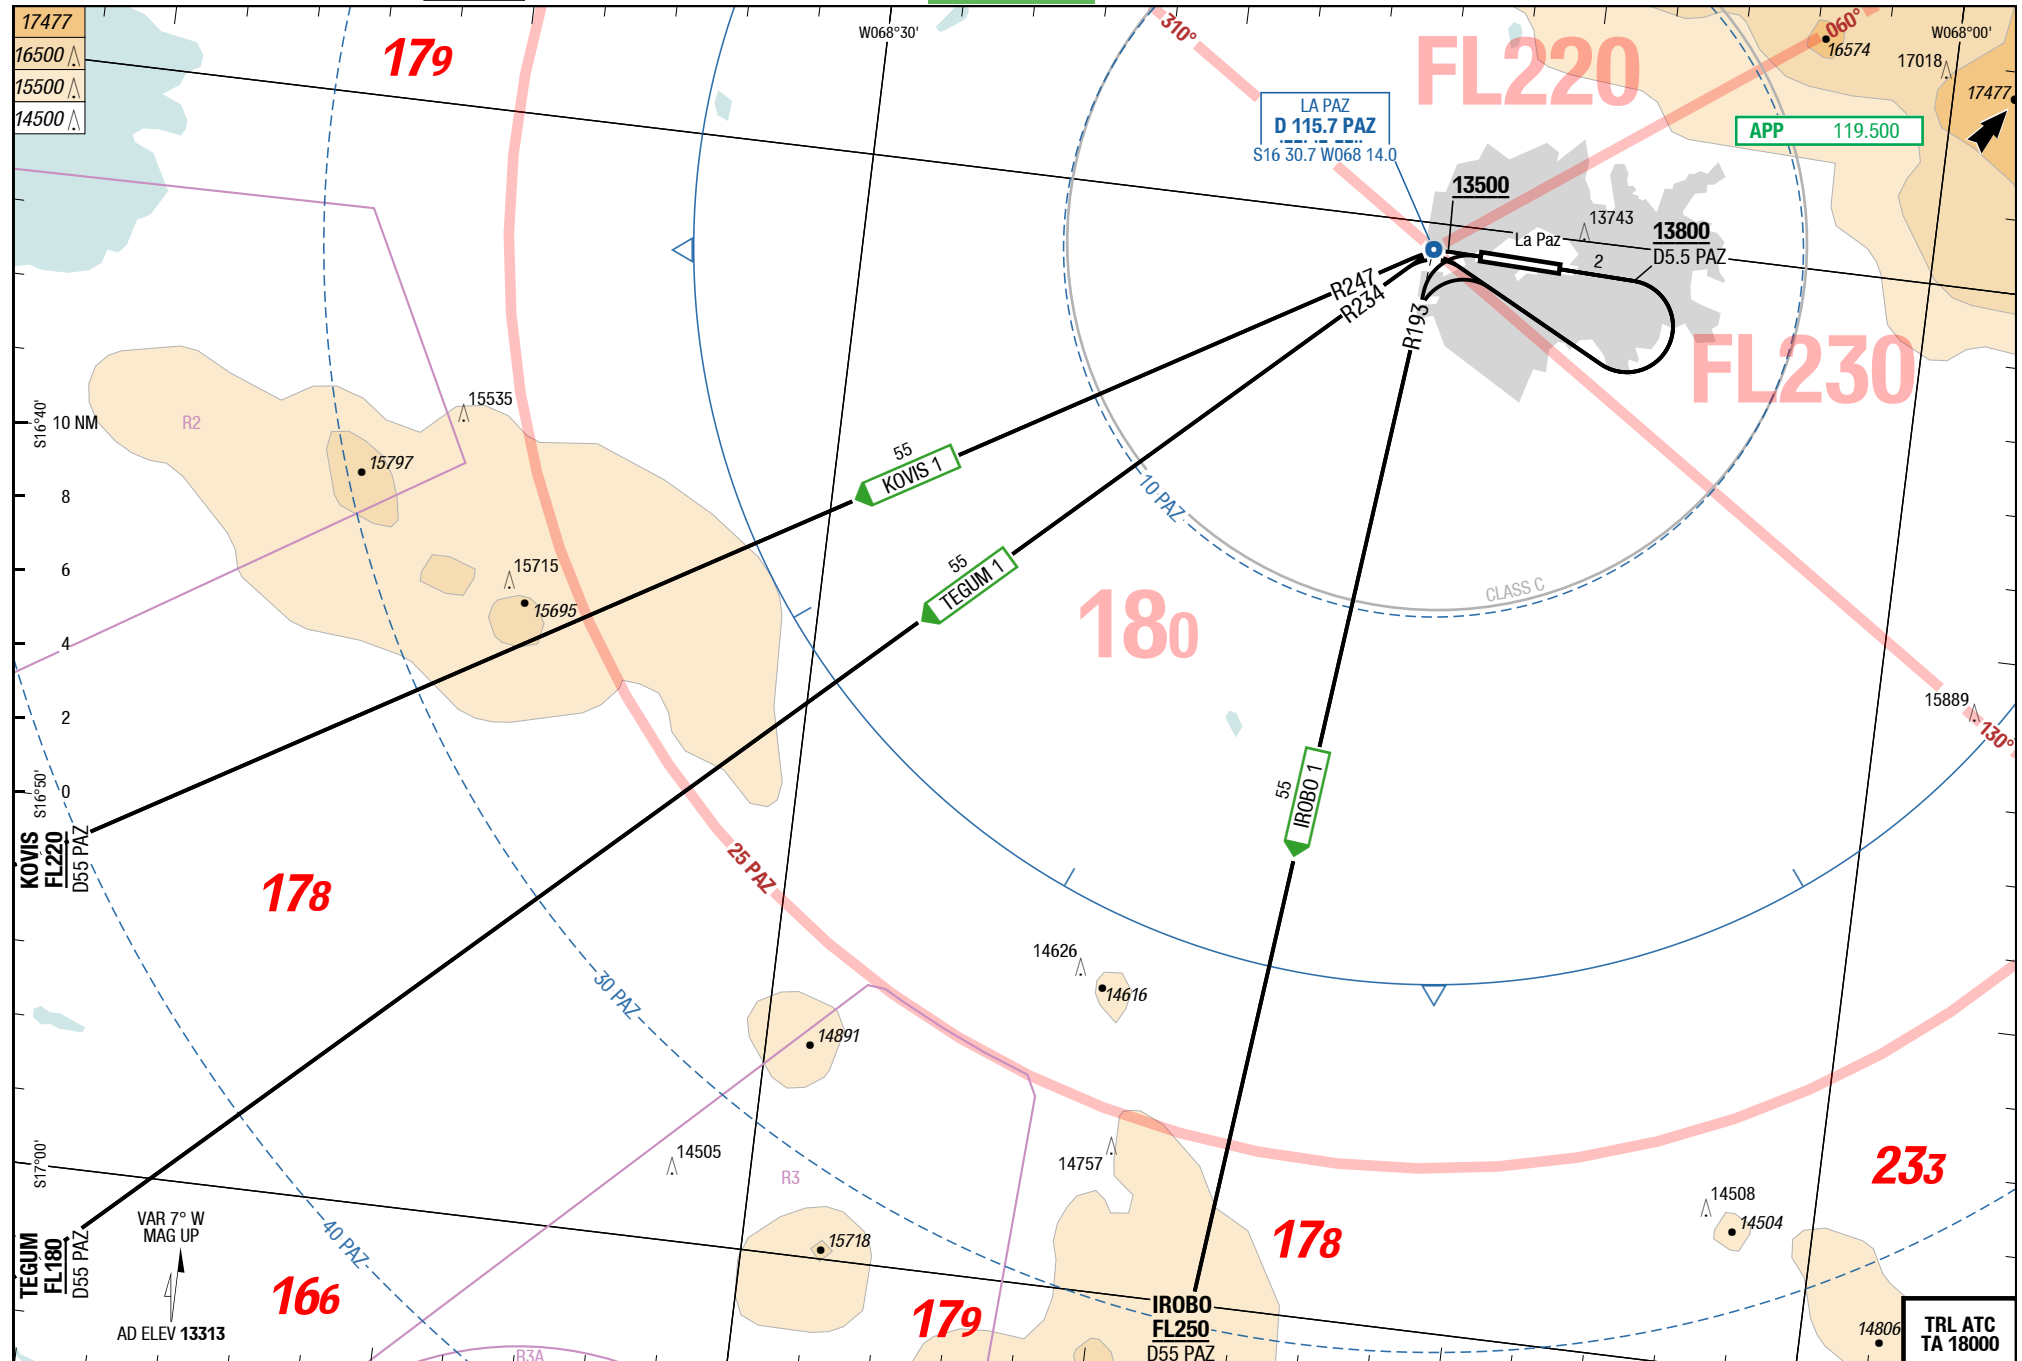 17477
16500
15500
14500
179
W068°30'
310°
FL220
060°
16574
W068°00'
17018
17477
LA PAZ
D 115.7 PAZ
S16 30.7 W068 14.0
APP 119.500
13500
13743
La Paz
13800
D5.5 PAZ
2
R247
R234
R193
FL230
S16°40'
10 NM
8
6
4
2
0
R2
15535
15797
15715
15695
55
KOVIS 1
55
TEGUM 1
10 PAZ
CLASS C
180
15889
130°
55
IROBO 1
S16°50'
KOVIS
FL220
D55 PAZ
178
25 PAZ
30 PAZ
14626
14616
14891
S17°00'
14505
R3
14757
233
14508
14504
VAR 7° W
MAG UP
40 PAZ
15718
178
TEGUM
FL180
D55 PAZ
166
179
AD ELEV 13313
R3A
IROBO
FL250
D55 PAZ
14806
TRL ATC
TA 18000